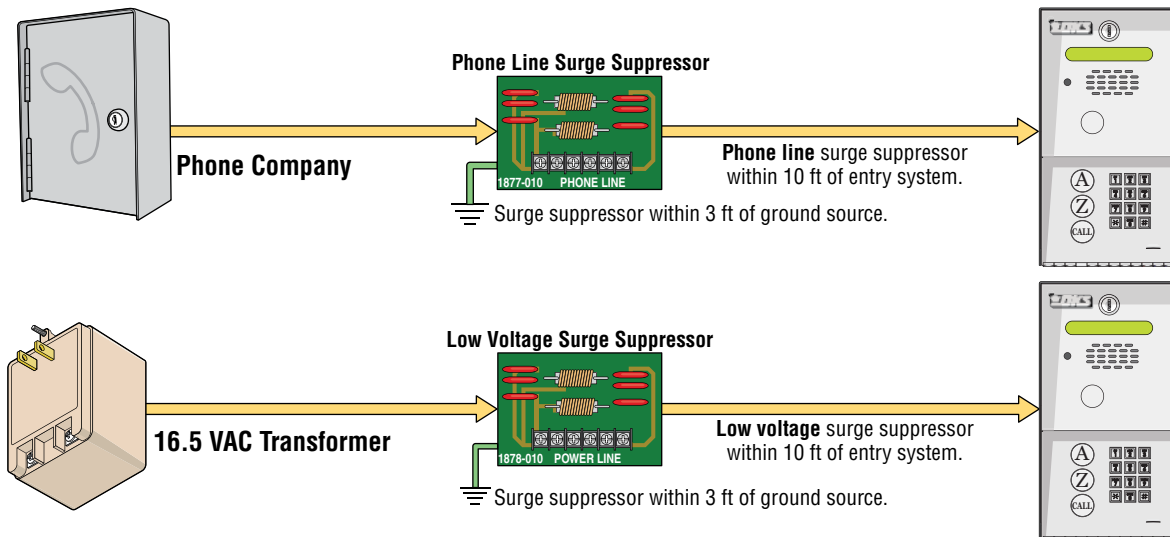 Phone Line Surge Suppressor
Phone Company
1877-010 PHONE LINE
Phone line surge suppressor
within 10 ft of entry system.
Surge suppressor within 3 ft of ground source.
A
Z
CALL
Low Voltage Surge Suppressor
16.5 VAC Transformer
1878-010 POWER LINE
Low voltage surge suppressor
within 10 ft of entry system.
Surge suppressor within 3 ft of ground source.
A
Z
CALL